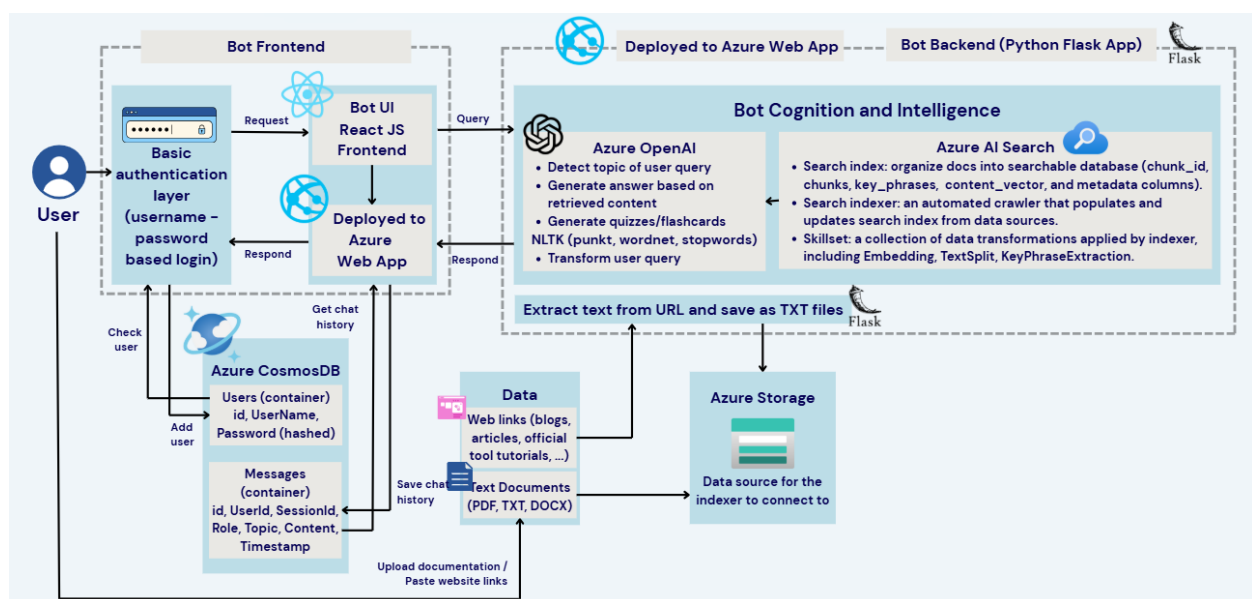 Bot Frontend
Deployed to Azure Web App
Bot Backend (Python Flask App)
Flask
User
Basic
authentication
layer
(username -
password
based login)
Request
Respond
Bot UI
React JS
Frontend
Deployed to
Azure
Web App
Query
Respond
Bot Cognition and Intelligence
Azure OpenAI
• Detect topic of user query
• Generate answer based on
retrieved content
• Generate quizzes/flashcards
NLTK (punkt, wordnet, stopwords)
• Transform user query
Azure AI Search
• Search index: organize docs into searchable database (chunk_id,
chunks, key_phrases, content_vector, and metadata columns).
• Search indexer: an automated crawler that populates and
updates search index from data sources.
• Skillset: a collection of data transformations applied by indexer,
including Embedding, TextSplit, KeyPhraseExtraction.
Extract text from URL and save as TXT files
Flask
Check
user
Add
user
Get chat
history
Save chat
history
Azure CosmosDB
Users (container)
id, UserName,
Password (hashed)
Messages
(container)
id, UserId, SessionId,
Role, Topic, Content,
Timestamp
Data
Web links (blogs,
articles, official
tool tutorials, ...)
Text Documents
(PDF, TXT, DOCX)
Azure Storage
Data source for the
indexer to connect to
Upload documentation /
Paste website links